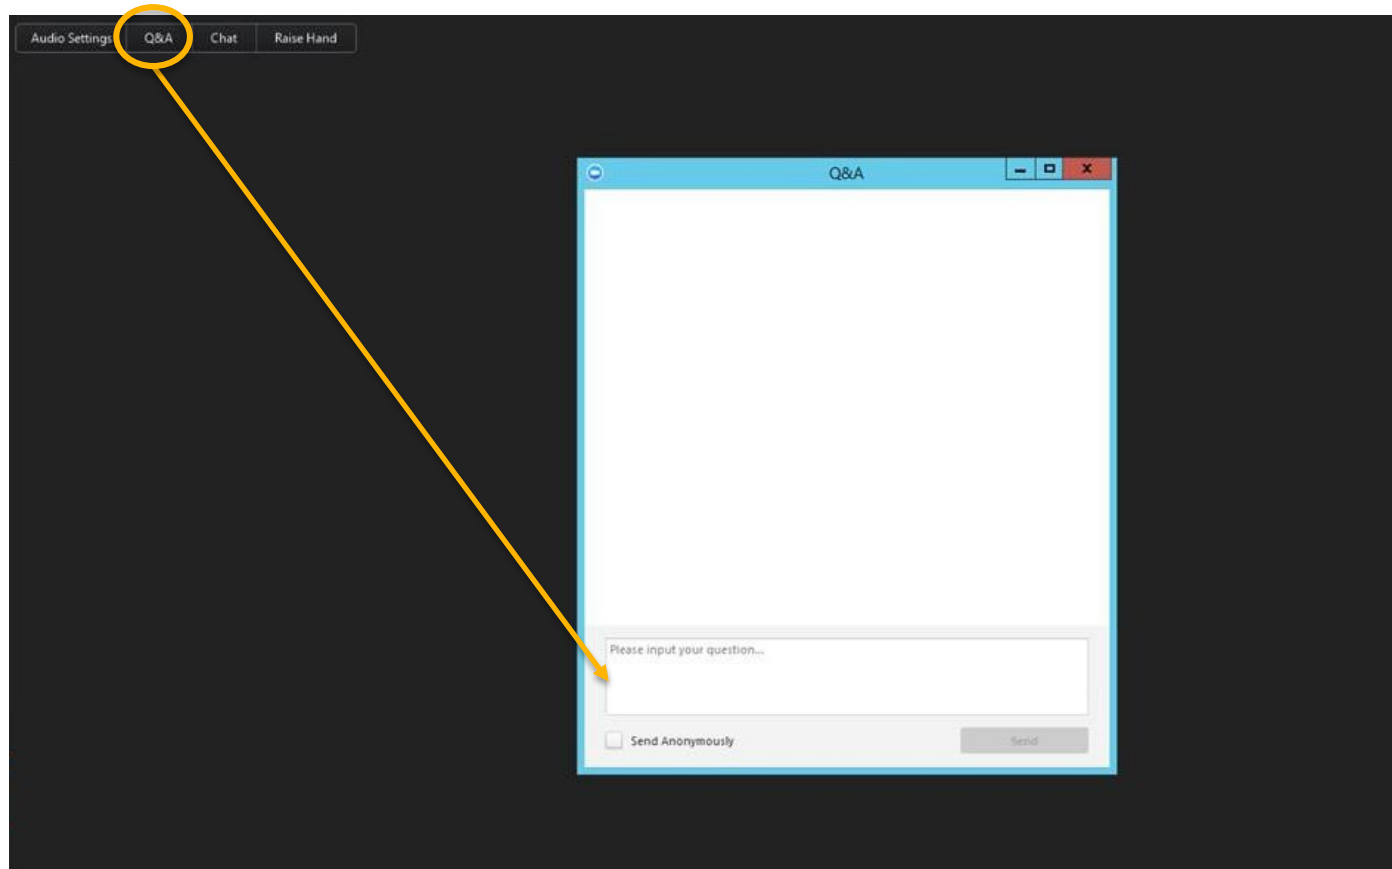 Audio Settings Q&A Chat Raise Hand
Q&A
Please input your question...
Send Anonymously Send